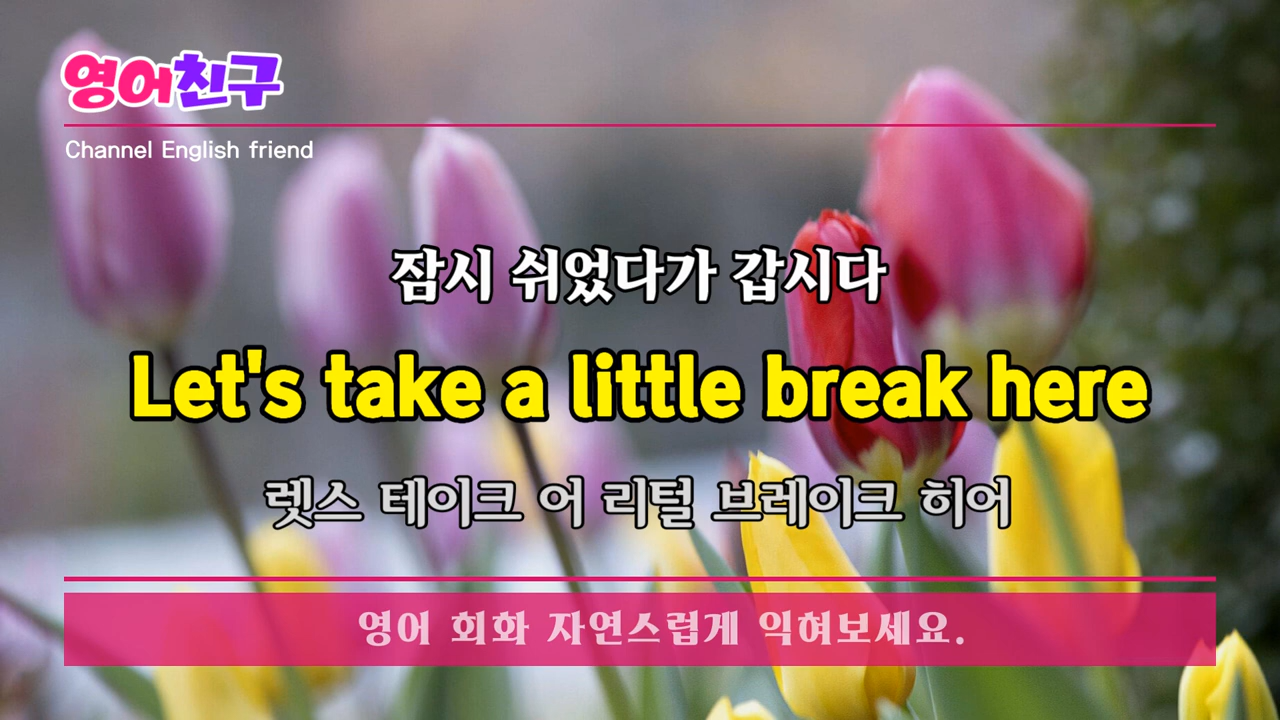 영어친구
Channel English friend
잠시 쉬었다가 갑시다
Let's take a little break here
렛스 테이크 어 리털 브레이크 히어
영어 회화 자연스럽게 익혀보세요.